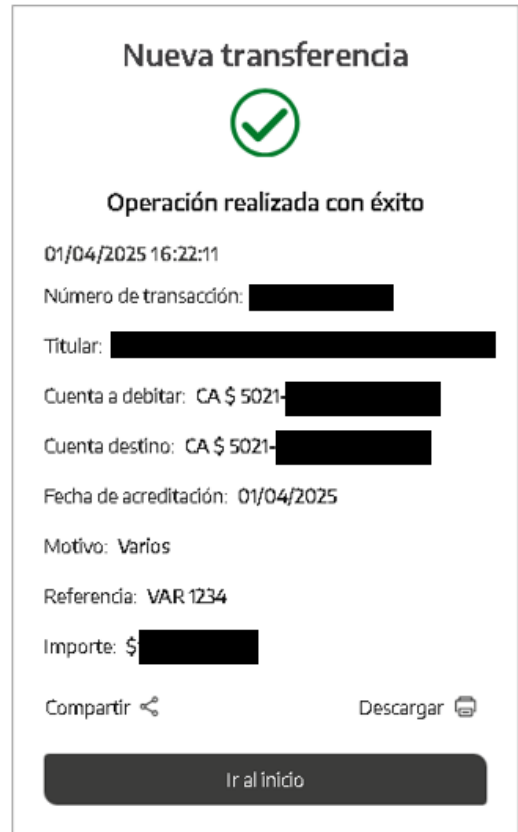 Nueva transferencia
Operación realizada con éxito
01/04/2025 16:22:11
Número de transacción:
Titular:
Cuenta a debitar: CA $ 5021-
Cuenta destino: CA $ 5021-
Fecha de acreditación: 01/04/2025
Motivo: Varios
Referencia: VAR 1234
Importe: $
Compartir
Descargar
Ir al inicio